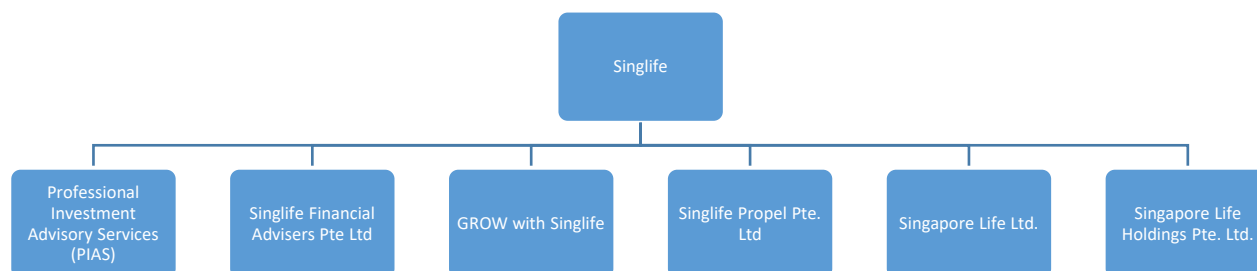 Singlife
Professional
Investment
Advisory Services
(PIAS)
Singlife Financial
Advisers Pte Ltd
GROW with Singlife
Singlife Propel Pte.
Ltd
Singapore Life Ltd.
Singapore Life
Holdings Pte. Ltd.